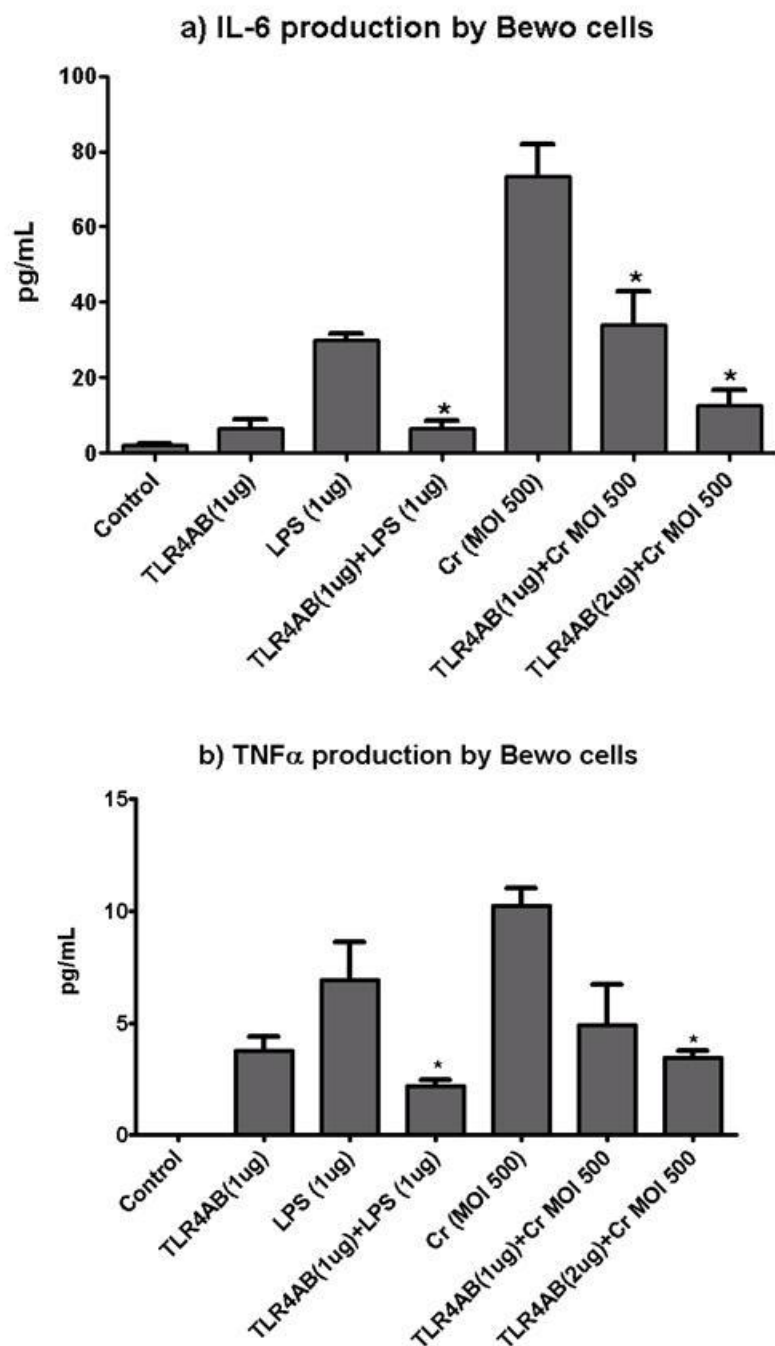 a) IL-6 production by Bewo cells
100
80
60
40
20
0
pg/mL
*
*
*
Control
TLR4AB(1ug)
LPS (1ug)
TLR4AB(1ug)+LPS (1ug)
Cr (MOI 500)
TLR4AB(1ug)+Cr MOI 500
TLR4AB(2ug)+Cr MOI 500
b) TNFα production by Bewo cells
15
10
5
0
pg/mL
*
*
Control
TLR4AB(1ug)
LPS (1ug)
TLR4AB(1ug)+LPS (1ug)
Cr (MOI 500)
TLR4AB(1ug)+Cr MOI 500
TLR4AB(2ug)+Cr MOI 500